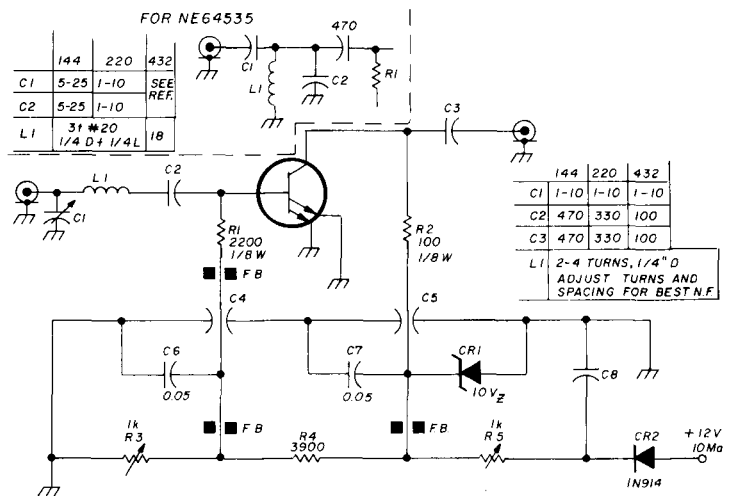 FOR NE64535
144 220 432
C1 5-25 1-10 SEE REF.
C2 5-25 1-10
L1 3t #20 18
1/4 D + 1/4 L
C1
L1
C2
470
R1
C3
L1
C2
C1
R1
2200
1/8 W
FB
R2
100
1/8 W
144 220 432
C1 1-10 1-10 1-10
C2 470 330 100
C3 470 330 100
L1 2-4 TURNS, 1/4" D
ADJUST TURNS AND
SPACING FOR BEST N.F.
C4
C5
C6
0.05
C7
0.05
CR1
10Vz
C8
FB
FB
1k
R3
R4
3900
1k
R5
CR2
1N914
+12V
10Ma